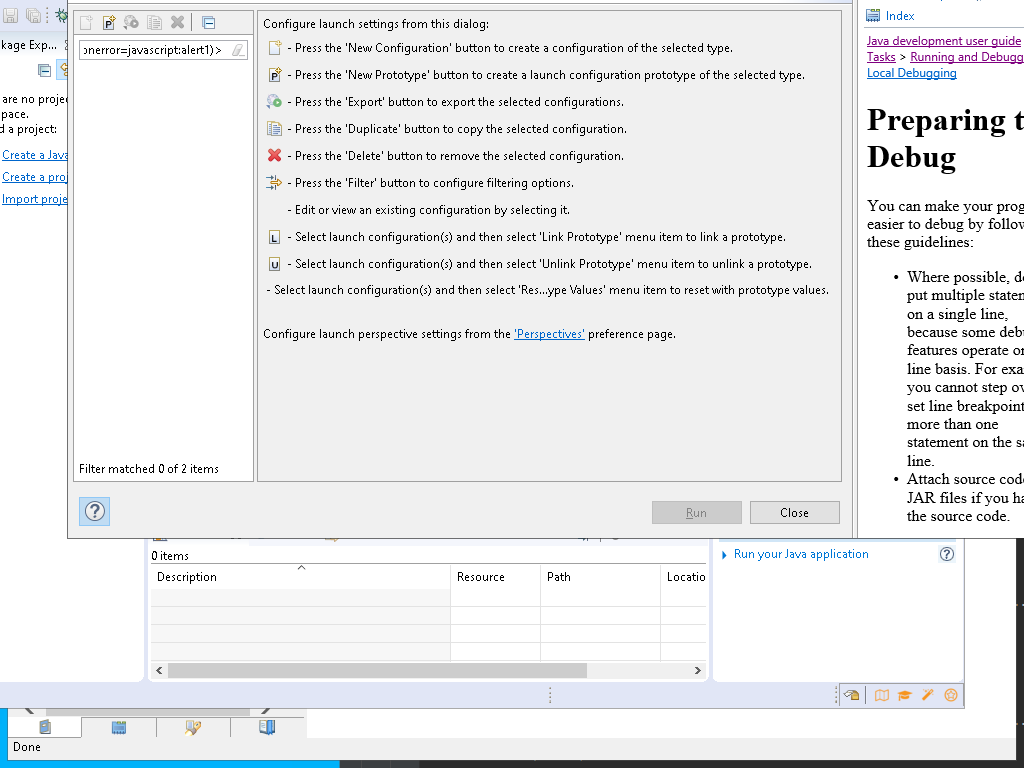 kage Exp...
are no proje
pace.
d a project:
Create a Java
Create a proj
Import proje
onerror=javascript:alert1)>
Filter matched 0 of 2 items
Configure launch settings from this dialog:
- Press the 'New Configuration' button to create a configuration of the selected type.
- Press the 'New Prototype' button to create a launch configuration prototype of the selected type.
- Press the 'Export' button to export the selected configurations.
- Press the 'Duplicate' button to copy the selected configuration.
- Press the 'Delete' button to remove the selected configuration.
- Press the 'Filter' button to configure filtering options.
- Edit or view an existing configuration by selecting it.
L - Select launch configuration(s) and then select 'Link Prototype' menu item to link a prototype.
U - Select launch configuration(s) and then select 'Unlink Prototype' menu item to unlink a prototype.
- Select launch configuration(s) and then select 'Res...ype Values' menu item to reset with prototype values.
Configure launch perspective settings from the 'Perspectives' preference page.
Run
Close
Index
Java development user guide
Tasks > Running and Debugg
Local Debugging
Preparing t
Debug
You can make your prog
easier to debug by follow
these guidelines:
• Where possible, d
put multiple statem
on a single line,
because some deb
features operate o
line basis. For exa
you cannot step ov
set line breakpoint
more than one
statement on the sa
line.
• Attach source cod
JAR files if you ha
the source code.
0 items
Description
Resource
Path
Locatio
Run your Java application
Done